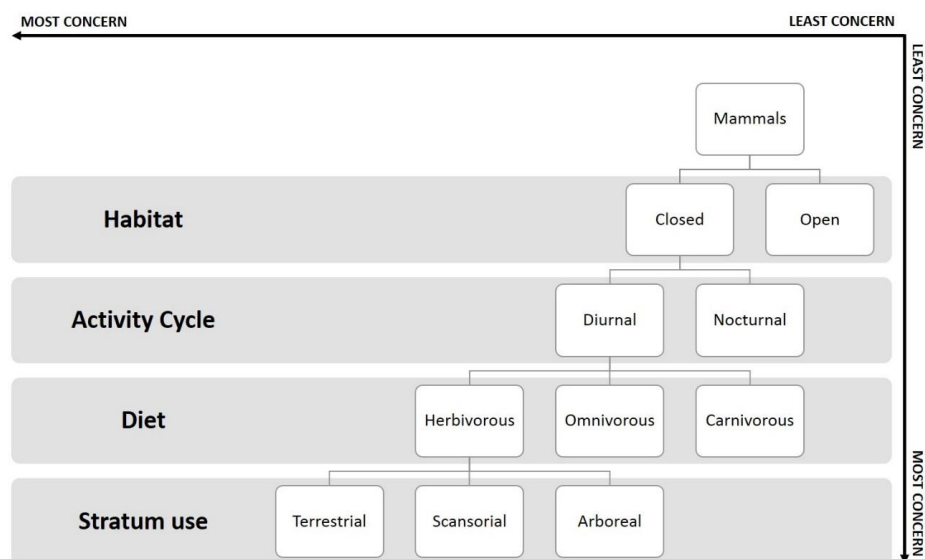 MOST CONCERN
LEAST CONCERN
LEAST CONCERN
Mammals
Habitat
Closed
Open
Activity Cycle
Diurnal
Nocturnal
Diet
Herbivorous
Omnivorous
Carnivorous
MOST CONCERN
Stratum use
Terrestrial
Scansorial
Arboreal